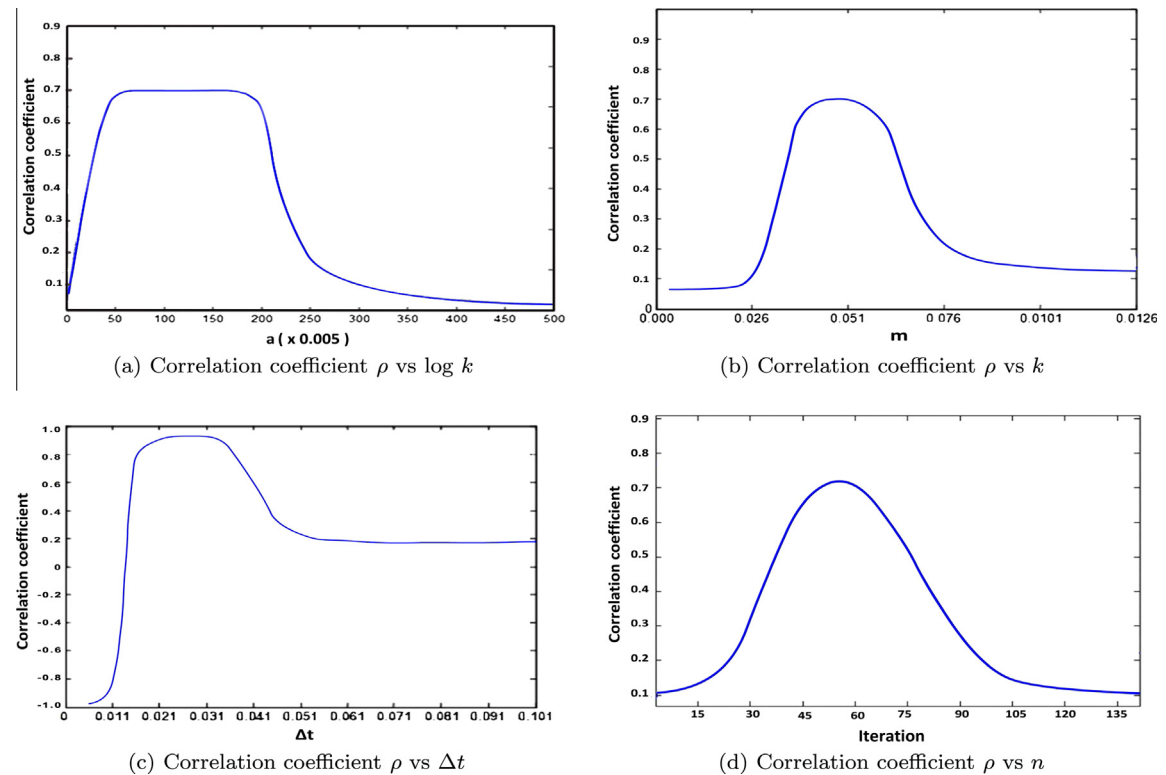 0.9
0.8
0.7
0.6
0.5
0.4
0.3
0.2
0.1
Correlation coefficient
0 50 100 150 200 250 300 350 400 450 500
a ( x 0.005)
(a) Correlation coefficient ρ vs log k
0.9
0.8
0.7
0.6
0.5
0.4
0.3
0.2
0.1
0
Correlation coefficient
0.000 0.026 0.051 0.076 0.0101 0.0126
m
(b) Correlation coefficient ρ vs k
1.0
0.8
0.6
0.4
0.2
0
-0.2
-0.4
-0.6
-0.8
-1.0
Correlation coefficient
0 0.011 0.021 0.031 0.041 0.051 0.061 0.071 0.081 0.091 0.101
Δt
(c) Correlation coefficient ρ vs Δt
0.9
0.8
0.7
0.6
0.5
0.4
0.3
0.2
0.1
Correlation coefficient
15 30 45 60 75 90 105 120 135
Iteration
(d) Correlation coefficient ρ vs n